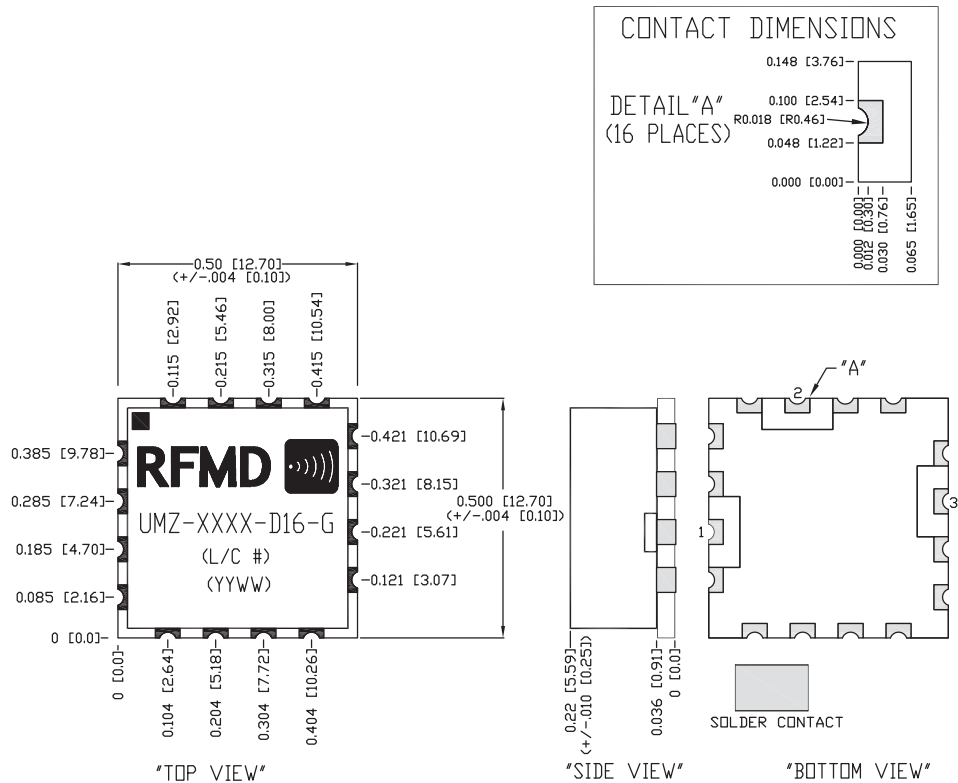 CONTACT DIMENSIONS
0.148 [3.76]
DETAIL"A"
(16 PLACES)
0.100 [2.54]
R0.018 [R0.46]
0.048 [1.22]
0.000 [0.00]
0.000 [0.00]
0.012 [0.30]
0.030 [0.76]
0.065 [1.65]
0.50 [12.70]
(+/-.004 [0.10])
0.115 [2.92]
0.215 [5.46]
0.315 [8.00]
0.415 [10.54]
0.385 [9.78]
0.285 [7.24]
0.185 [4.70]
0.085 [2.16]
0 [0.0]
RFMD
UMZ-XXXX-D16-G
(L/C #)
(YYWW)
0.421 [10.69]
0.321 [8.15]
0.221 [5.61]
0.121 [3.07]
0.500 [12.70]
(+/-.004 [0.10])
0 [0.0]
0.104 [2.64]
0.204 [5.18]
0.304 [7.72]
0.404 [10.26]
"TOP VIEW"
0.22 [5.59]
(+/-.010 [0.25])
0.036 [0.91]
0 [0.0]
"SIDE VIEW"
"A"
2
1
3
SOLDER CONTACT
"BOTTOM VIEW"